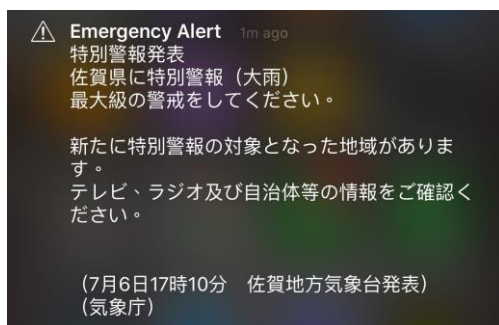 Emergency Alert 1m ago
特別警報発表
佐賀県に特別警報（大雨）
最大級の警戒をしてください。
新たに特別警報の対象となった地域がありま
す。
テレビ、ラジオ及び自治体等の情報をご確認く
ださい。
（7月6日17時10分　佐賀地方気象台発表）
（気象庁）